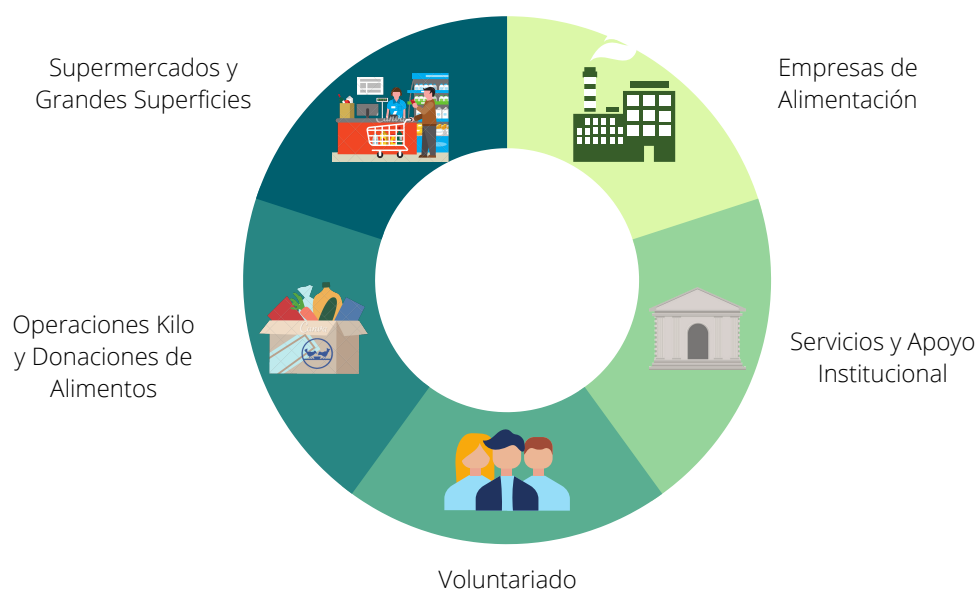 Supermercados y
Grandes Superficies
Empresas de
Alimentación
Operaciones Kilo
y Donaciones de
Alimentos
Servicios y Apoyo
Institucional
Voluntariado